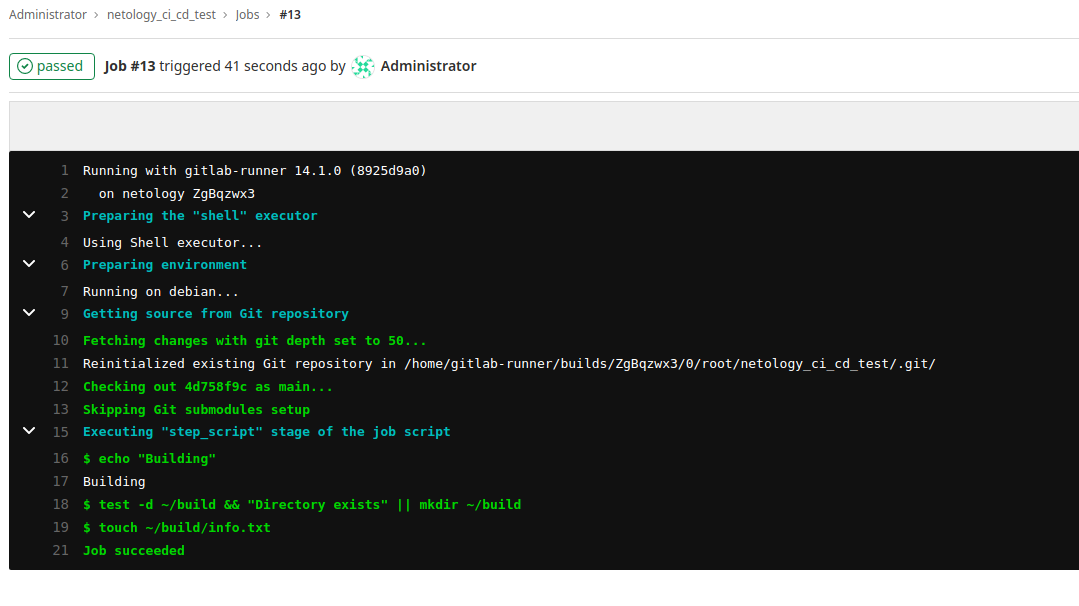 Administrator > netology_ci_cd_test > Jobs > #13
passed Job #13 triggered 41 seconds ago by Administrator
1 Running with gitlab-runner 14.1.0 (8925d9a0)
2 on netology ZgBqzwx3
3 Preparing the "shell" executor
4 Using Shell executor...
6 Preparing environment
7 Running on debian...
9 Getting source from Git repository
10 Fetching changes with git depth set to 50...
11 Reinitialized existing Git repository in /home/gitlab-runner/builds/ZgBqzwx3/0/root/netology_ci_cd_test/.git/
12 Checking out 4d758f9c as main...
13 Skipping Git submodules setup
15 Executing "step_script" stage of the job script
16 $ echo "Building"
17 Building
18 $ test -d ~/build && "Directory exists" || mkdir ~/build
19 $ touch ~/build/info.txt
21 Job succeeded